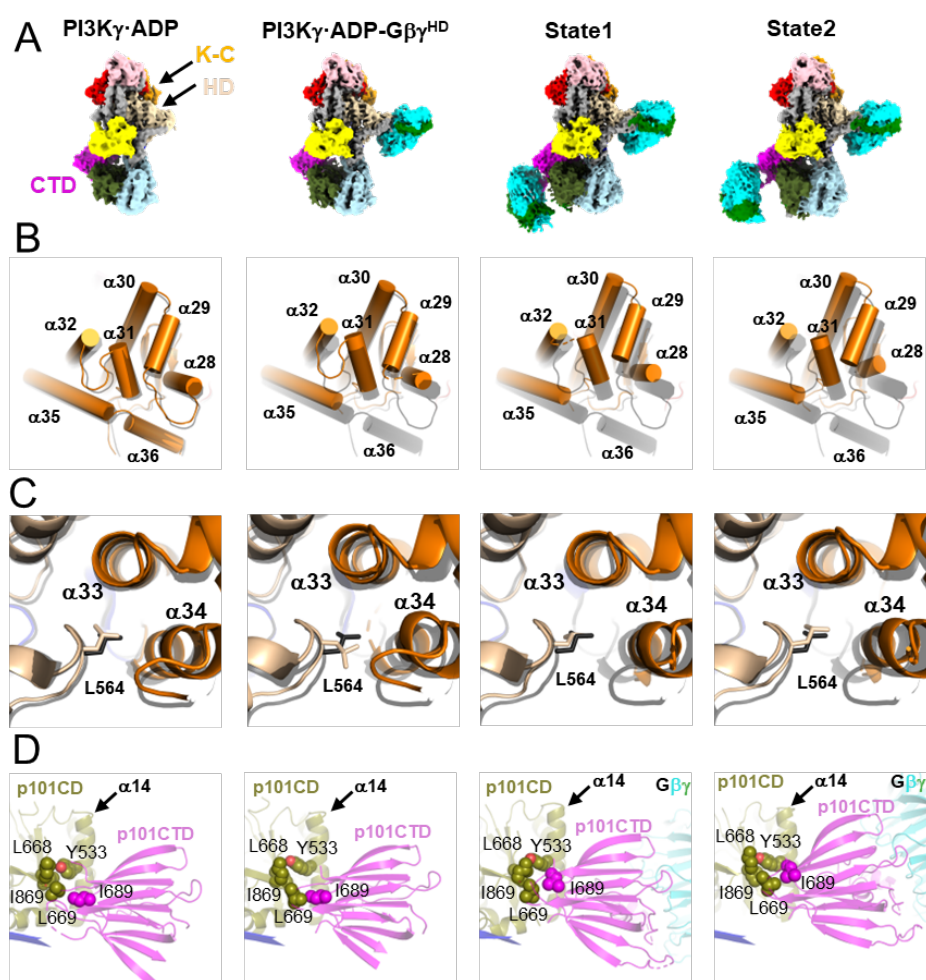 A
PI3Kγ·ADP
PI3Kγ·ADP-Gβγᴴᴰ
State1
State2
K-C
HD
CTD
B
α30
α29
α32
α31
α28
α35
α36
α30
α29
α32
α31
α28
α35
α36
α30
α29
α32
α31
α28
α35
α36
α30
α29
α32
α31
α28
α35
α36
C
α33
α34
L564
α33
α34
L564
α33
α34
L564
α33
α34
L564
D
p101CD
α14
p101CTD
L668
Y533
I869
I689
L669
p101CD
α14
p101CTD
L668
Y533
I869
I689
L669
p101CD
α14
Gβγ
p101CTD
L668
Y533
I869
I689
L669
p101CD
Gβγ
α14
p101CTD
L668
Y533
I869
I689
L669